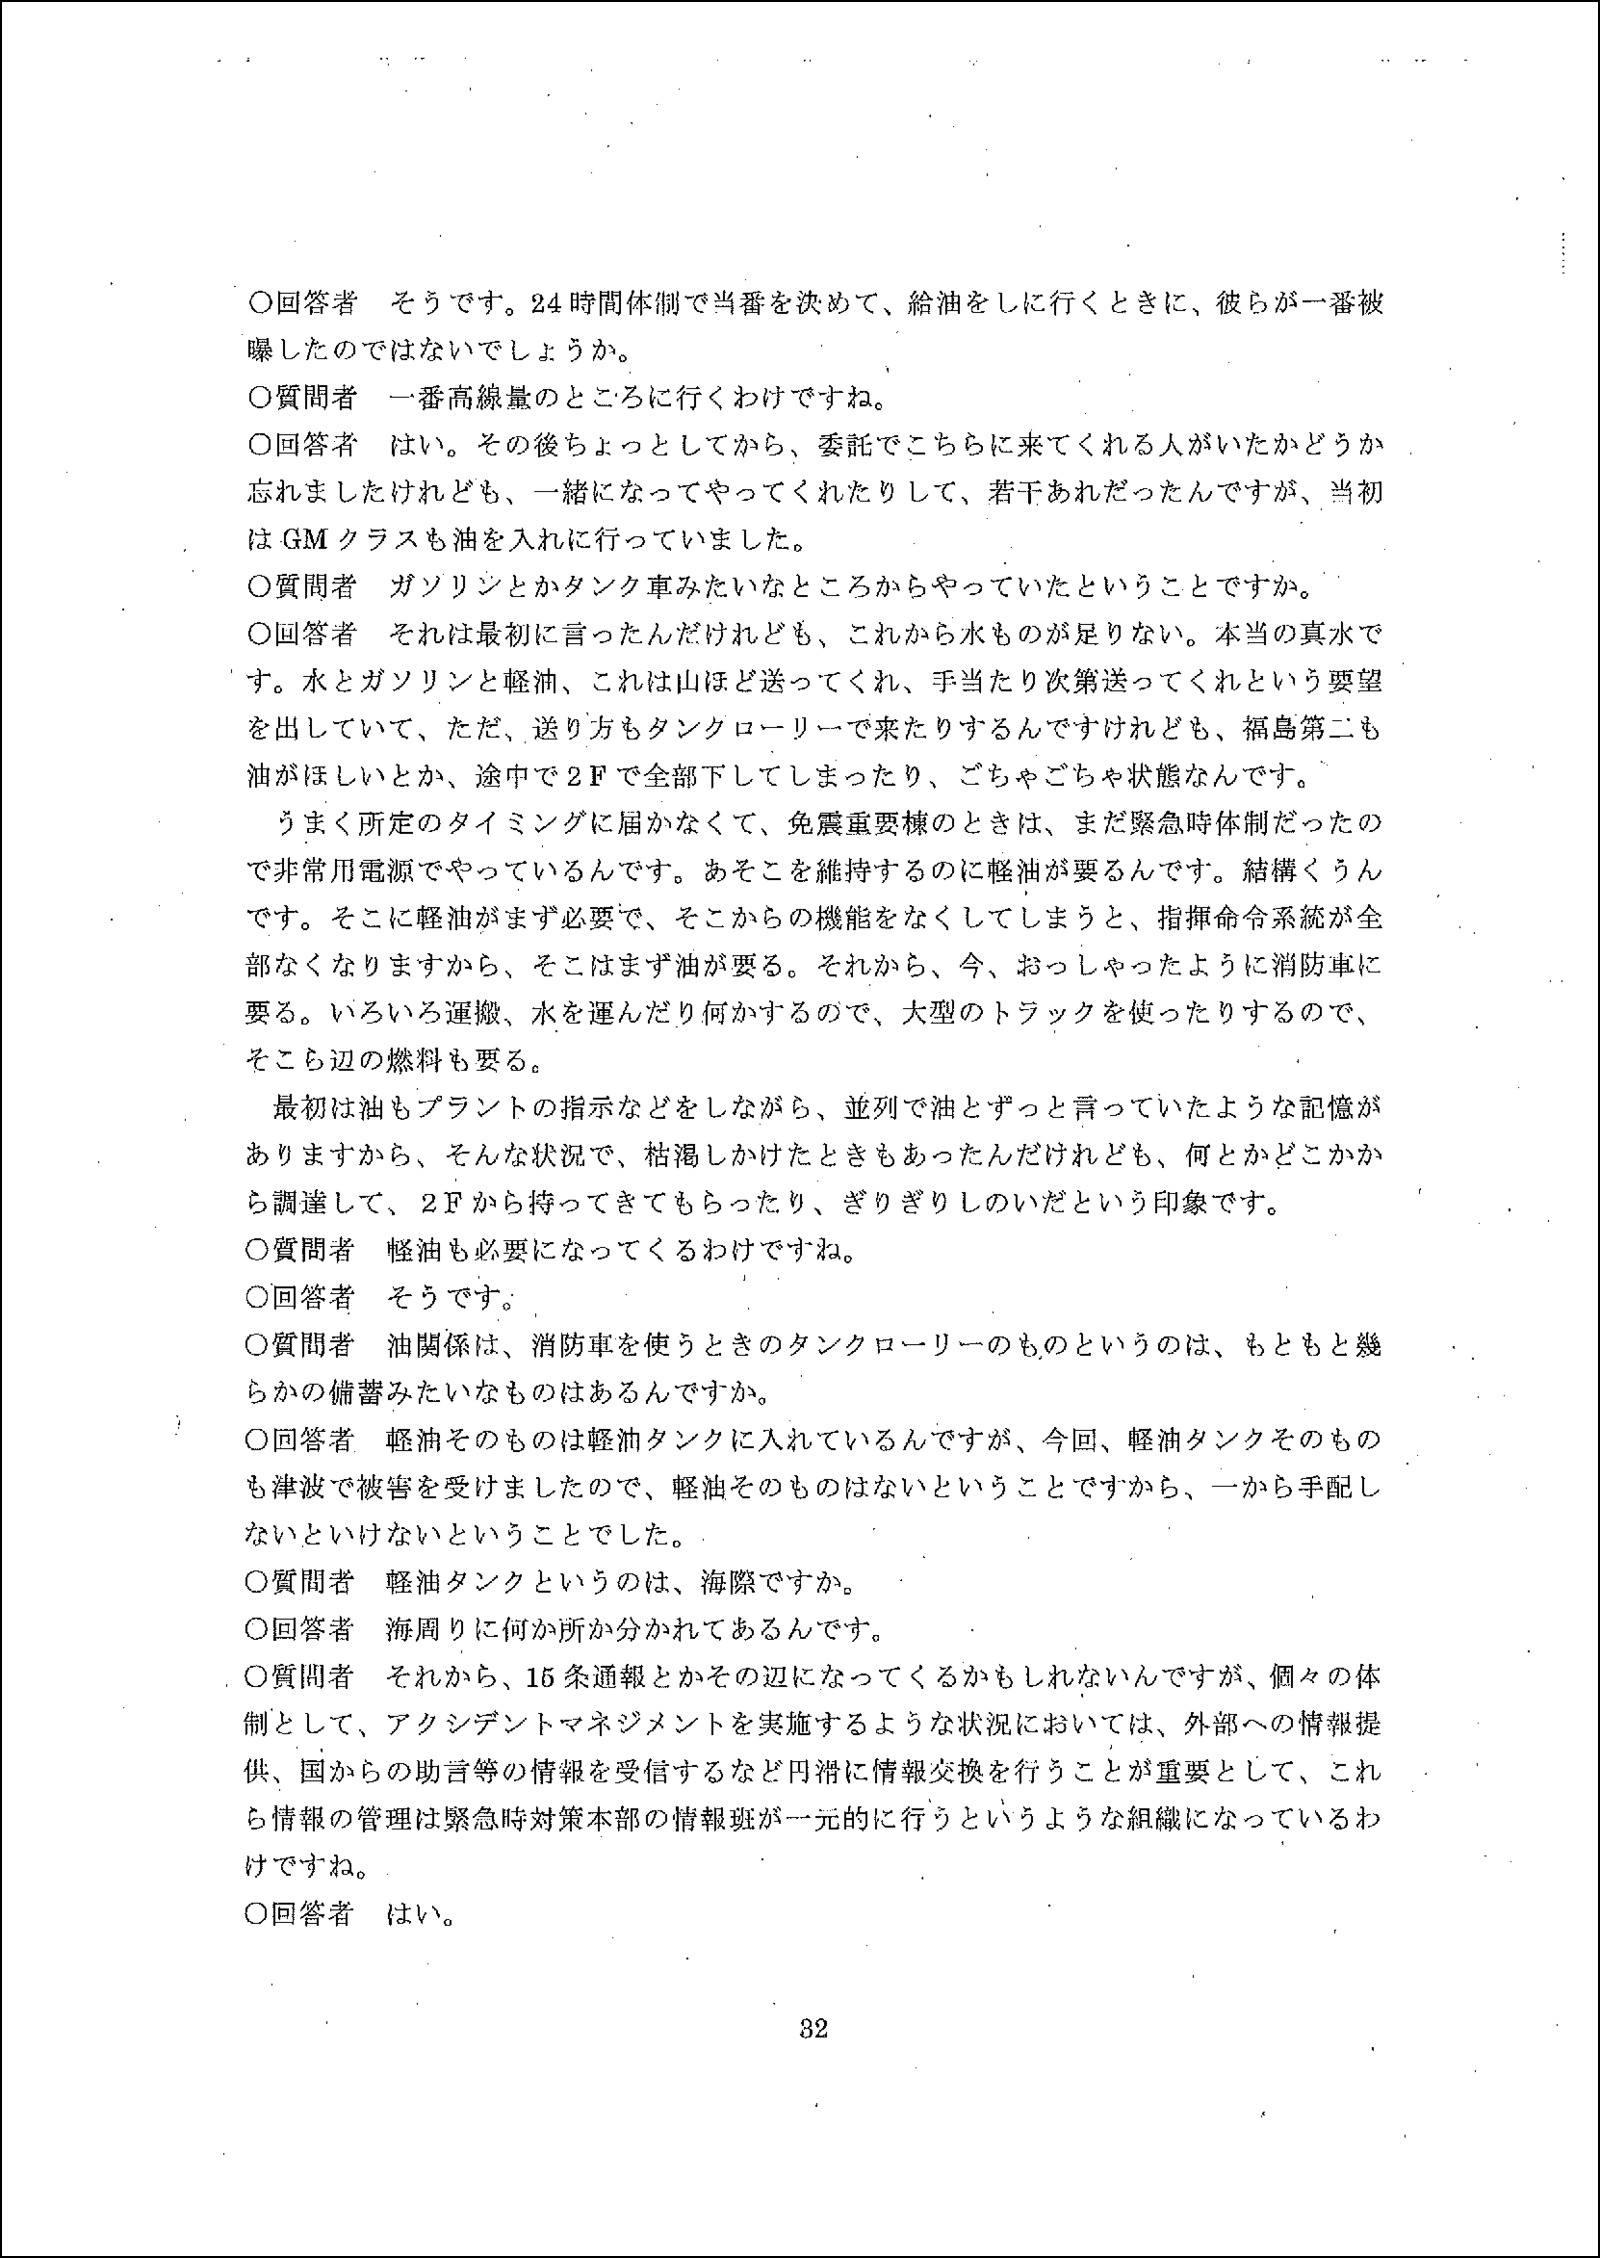 ○回答者　そうです。24時間体制で当番を決めて、給油をしに行くときに、彼らが一番被
曝したのではないでしょうか。
○質問者　一番高線量のところに行くわけですね。
○回答者　はい。その後ちょっとしてから、委託でこちらに来てくれる人がいたかどうか
忘れましたけれども、一緒になってやってくれたりして、若干あれだったんですが、当初
はGMクラスも油を入れに行っていました。
○質問者　ガソリンとかタンク車みたいなところからやっていたということですか。
○回答者　それは最初に言ったんだけれども、これから水ものが足りない。本当の真水で
す。水とガソリンと軽油、これは山ほど送ってくれ、手当たり次第送ってくれという要望
を出していて、ただ、送り方もタンクローリーで来たりするんですけれども、福島第二も
油がほしいとか、途中で2Fで全部下してしまったり、ごちゃごちゃ状態なんです。
　うまく所定のタイミングに届かなくて、免震重要棟のときは、まだ緊急時体制だったの
で非常用電源でやっているんです。あそこを維持するのに軽油が要るんです。結構くうん
です。そこに軽油がまず必要で、そこからの機能をなくしてしまうと、指揮命令系統が全
部なくなりますから、そこはまず油が要る。それから、今、おっしゃったように消防車に
要る。いろいろ運搬、水を運んだり何かするので、大型のトラックを使ったりするので、
そこら辺の燃料も要る。
　最初は油もプラントの指示などをしながら、並列で油とずっと言っていたような記憶が
ありますから、そんな状況で、枯渇しかけたときもあったんだけれども、何とかどこかか
ら調達して、2Fから持ってきてもらったり、ぎりぎりしのいだという印象です。
○質問者　軽油も必要になってくるわけですね。
○回答者　そうです。
○質問者　油関係は、消防車を使うときのタンクローリーのものというのは、もともと幾
らかの備蓄みたいなものはあるんですか。
○回答者　軽油そのものは軽油タンクに入れているんですが、今回、軽油タンクそのもの
も津波で被害を受けましたので、軽油そのものはないということですから、一から手配し
ないといけないということでした。
○質問者　軽油タンクというのは、海際ですか。
○回答者　海周りに何か所か分かれてあるんです。
○質問者　それから、15条通報とかその辺になってくるかもしれないんですが、個々の体
制として、アクシデントマネジメントを実施するような状況においては、外部への情報提
供、国からの助言等の情報を受信するなど円滑に情報交換を行うことが重要として、これ
ら情報の管理は緊急時対策本部の情報班が一元的に行うというような組織になっているわ
けですね。
○回答者　はい。
32